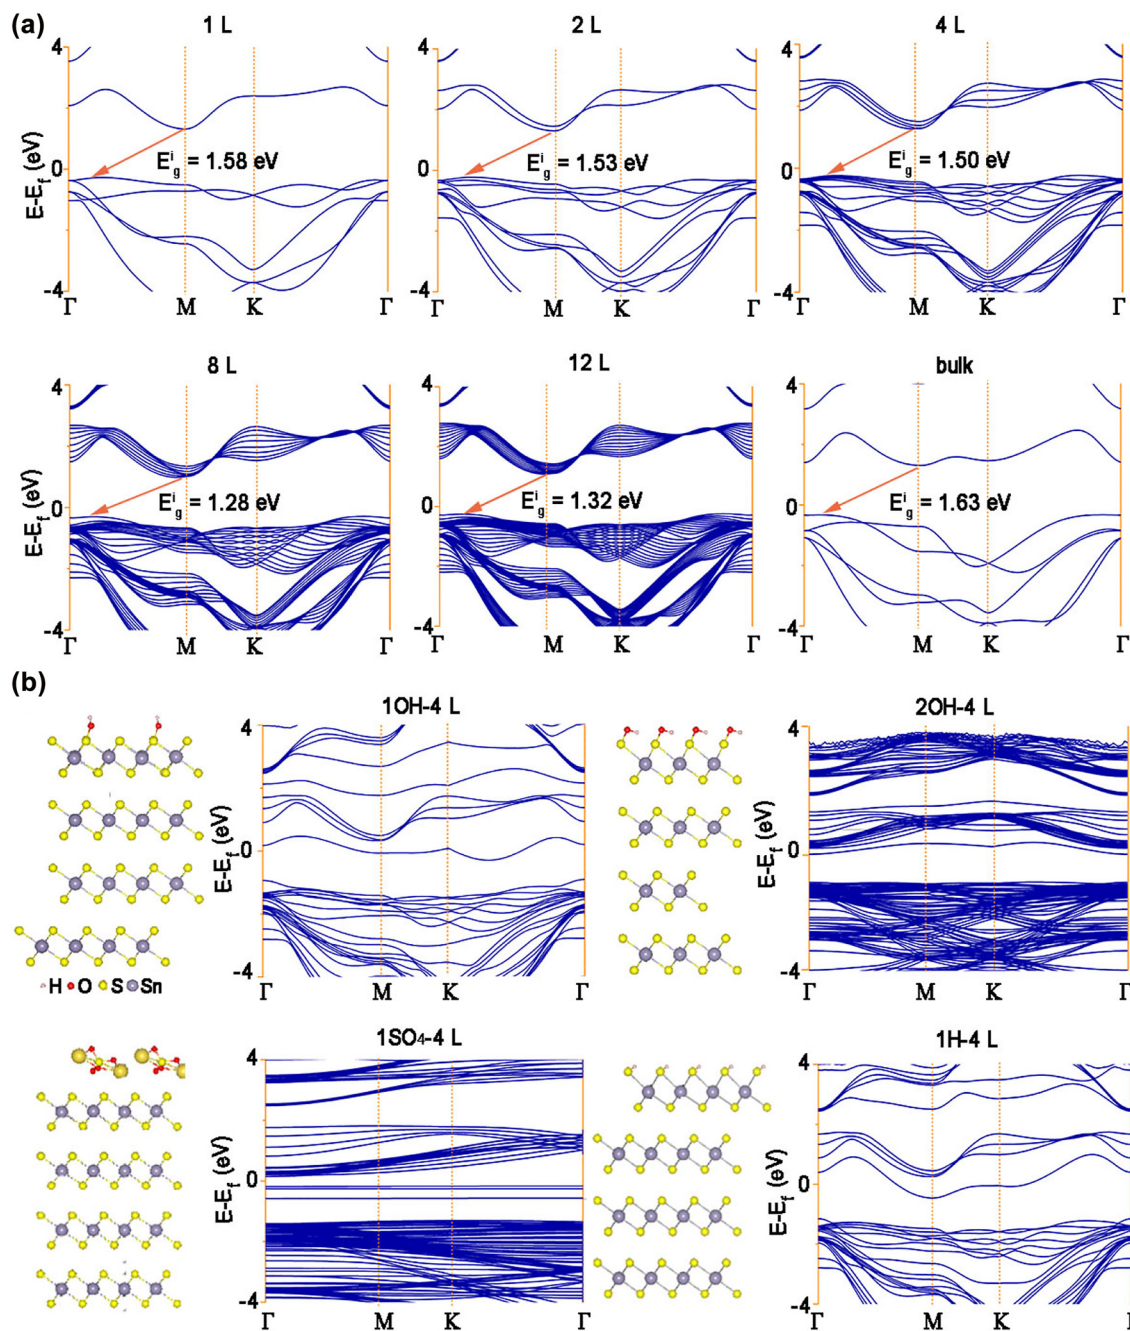 (a)
1 L
2 L
4 L
4
0
-4
E-E_f (eV)
E^i_g = 1.58 eV
Γ M K Γ
4
0
-4
E^i_g = 1.53 eV
Γ M K Γ
4
0
-4
E^i_g = 1.50 eV
Γ M K Γ
8 L
12 L
bulk
4
0
-4
E-E_f (eV)
E^i_g = 1.28 eV
Γ M K Γ
4
0
-4
E^i_g = 1.32 eV
Γ M K Γ
4
0
-4
E^i_g = 1.63 eV
Γ M K Γ
(b)
1OH-4 L
4
0
-4
E-E_f (eV)
Γ M K Γ
H O S Sn
2OH-4 L
4
0
-4
E-E_f (eV)
Γ M K Γ
1SO₄-4 L
4
0
-4
E-E_f (eV)
Γ M K Γ
1H-4 L
4
0
-4
E-E_f (eV)
Γ M K